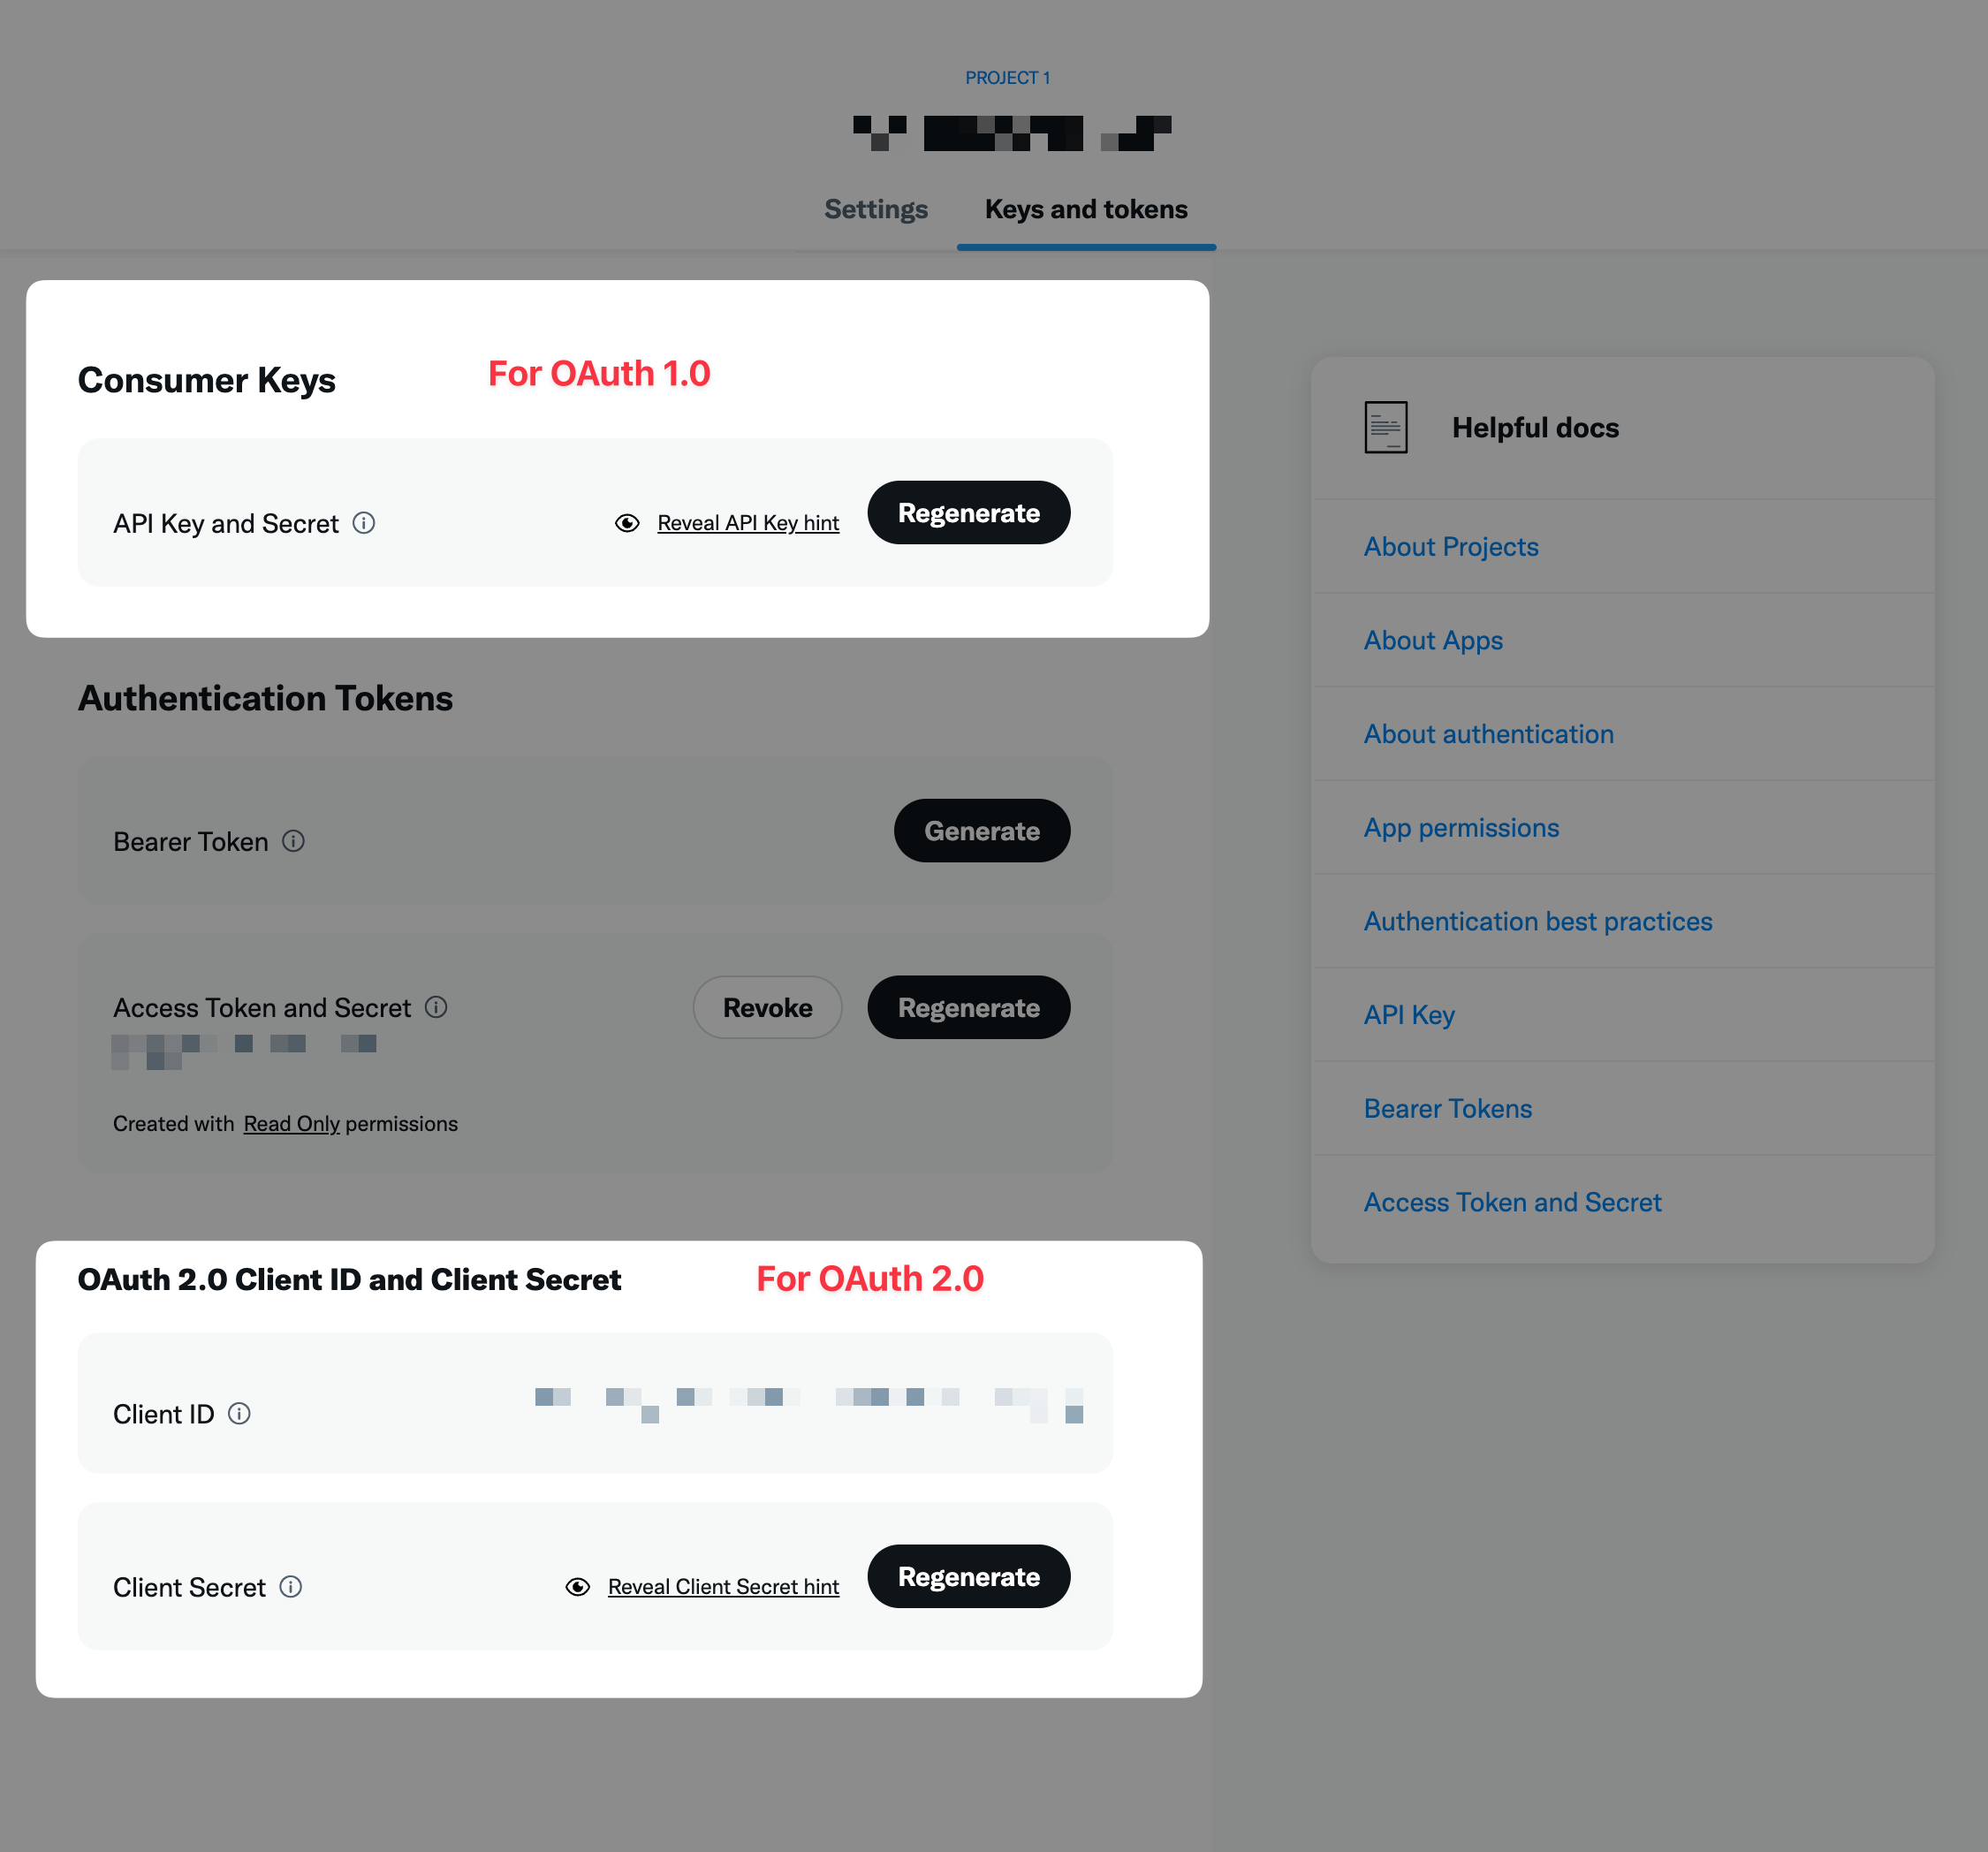 PROJECT 1
Settings
Keys and tokens
Consumer Keys
For OAuth 1.0
API Key and Secret
Reveal API Key hint
Regenerate
Authentication Tokens
Bearer Token
Generate
Access Token and Secret
Revoke
Regenerate
Created with Read Only permissions
OAuth 2.0 Client ID and Client Secret
For OAuth 2.0
Client ID
Client Secret
Reveal Client Secret hint
Regenerate
Helpful docs
About Projects
About Apps
About authentication
App permissions
Authentication best practices
API Key
Bearer Tokens
Access Token and Secret